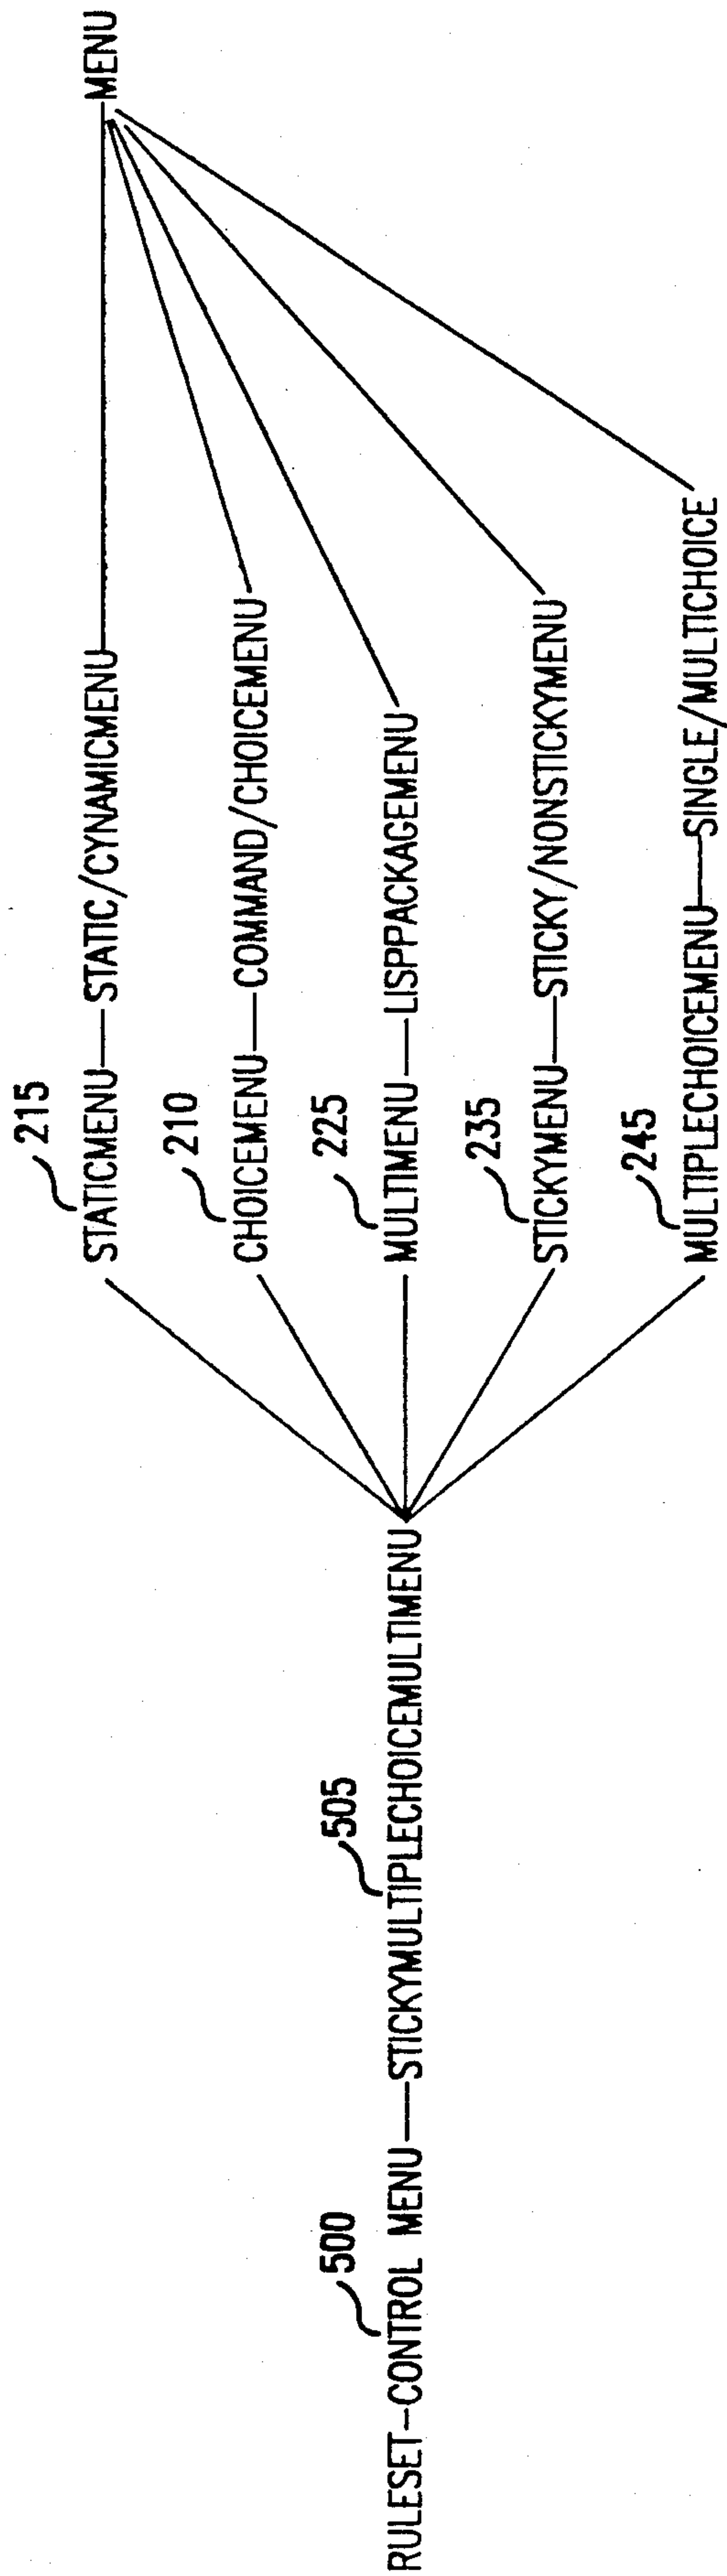 215
STATICMENU—STATIC/CYNAMICMENU—MENU
210
CHOICEMENU—COMMAND/CHOICEMENU
500
505
225
RULESET-CONTROL MENU—STICKYMULTIPLECHOICEMULTIMENU
MULTIMENU—LISPPACKAGEMENU
235
STICKYMENU—STICKY/NONSTICKYMENU
245
MULTIPLECHOICEMENU—SINGLE/MULTICHOICE